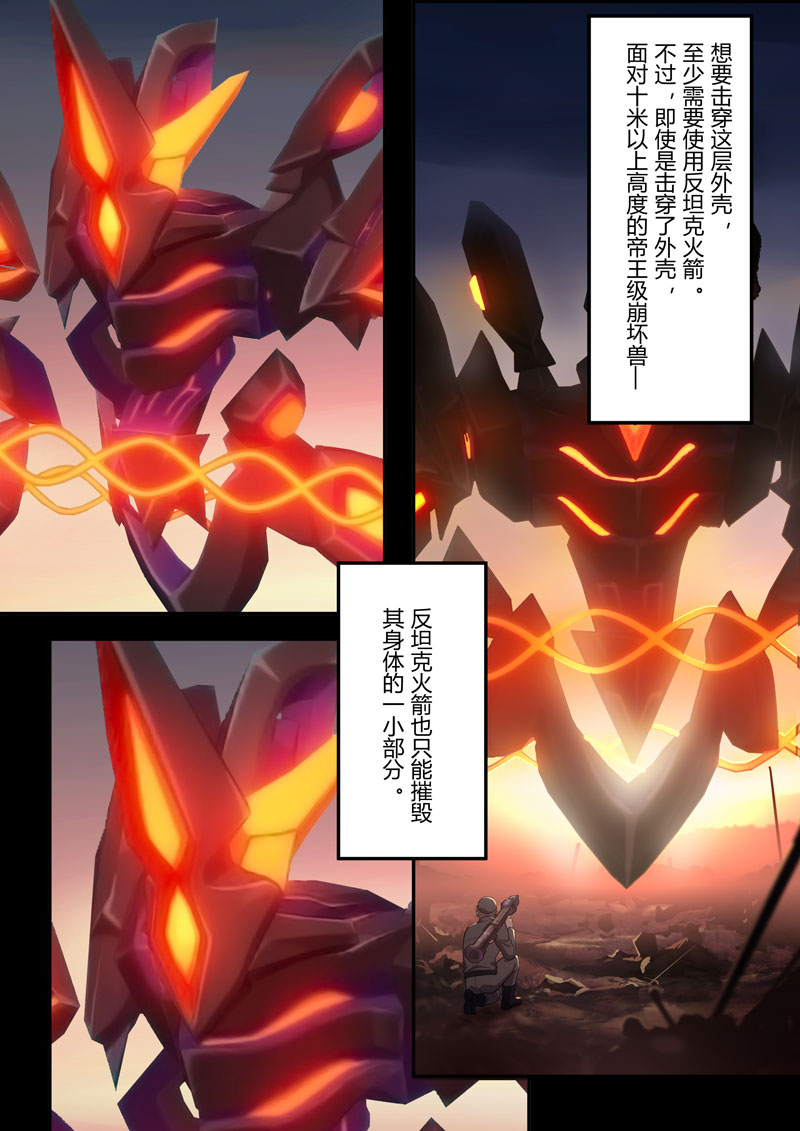 想要击穿这层外壳，
至少需要使用反坦克火箭。
不过，即使是击穿了外壳，
面对十米以上高度的帝王级崩坏兽—
反坦克火箭也只能摧毁
其身体的一小部分。